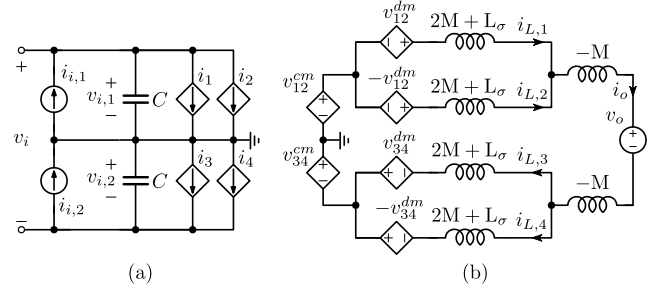 +
i_{i,1}
v_i
i_{i,2}
−
+
v_{i,1}
−
C
i_1
i_2
+
v_{i,2}
−
C
i_3
i_4
(a)
v_{12}^{cm}
+
−
v_{34}^{cm}
+
−
v_{12}^{dm}
− +
2M + L_σ
i_{L,1}
−v_{12}^{dm}
− +
2M + L_σ
i_{L,2}
v_{34}^{dm}
+ −
2M + L_σ
i_{L,3}
−v_{34}^{dm}
+ −
2M + L_σ
i_{L,4}
−M
i_o
v_o
+
−
−M
(b)